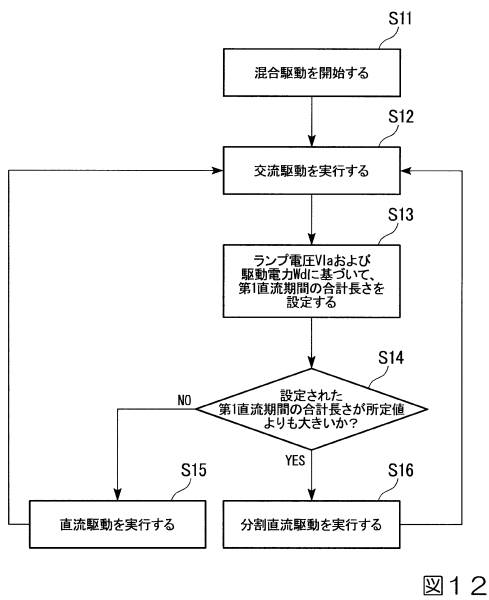 S11
混合駆動を開始する
S12
交流駆動を実行する
S13
ランプ電圧Vlaおよび
駆動電力Wdに基づいて、
第1直流期間の合計長さを
設定する
S14
設定された
第1直流期間の合計長さが所定値
よりも大きいか?
NO
YES
S15
直流駆動を実行する
S16
分割直流駆動を実行する
図12